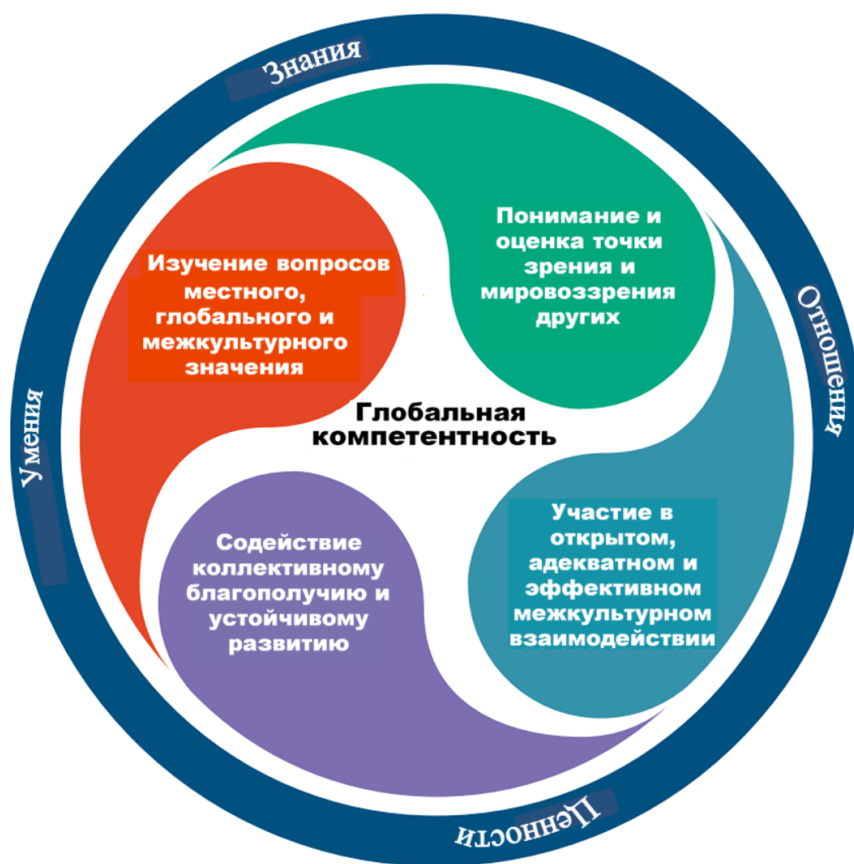 Знания
Понимание и
оценка точки
зрения и
мировоззрения
других
Изучение вопросов
местного,
глобального и
межкультурного
значения
Отношения
Глобальная
компетентность
Умения
Содействие
коллективному
благополучию и
устойчивому
развитию
Участие в
открытом,
адекватном и
эффективном
межкультурном
взаимодействии
Ценности